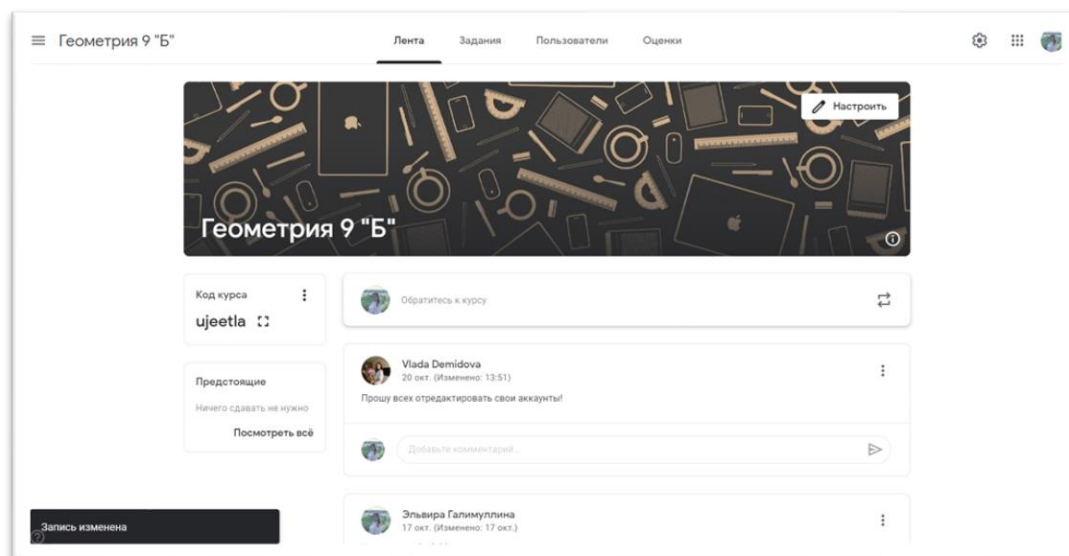 Геометрия 9 "Б"
Лента Задания Пользователи Оценки
Настроить
Геометрия 9 "Б"
Код курса
ujeetla
Обратитесь к курсу
Предстоящие
Ничего сдавать не нужно
Посмотреть всё
Vlada Demidova
20 окт. (Изменено: 13:51)
Прошу всех отредактировать свои аккаунты!
Добавьте комментарий...
Эльвира Галимуллина
17 окт. (Изменено: 17 окт.)
Запись изменена